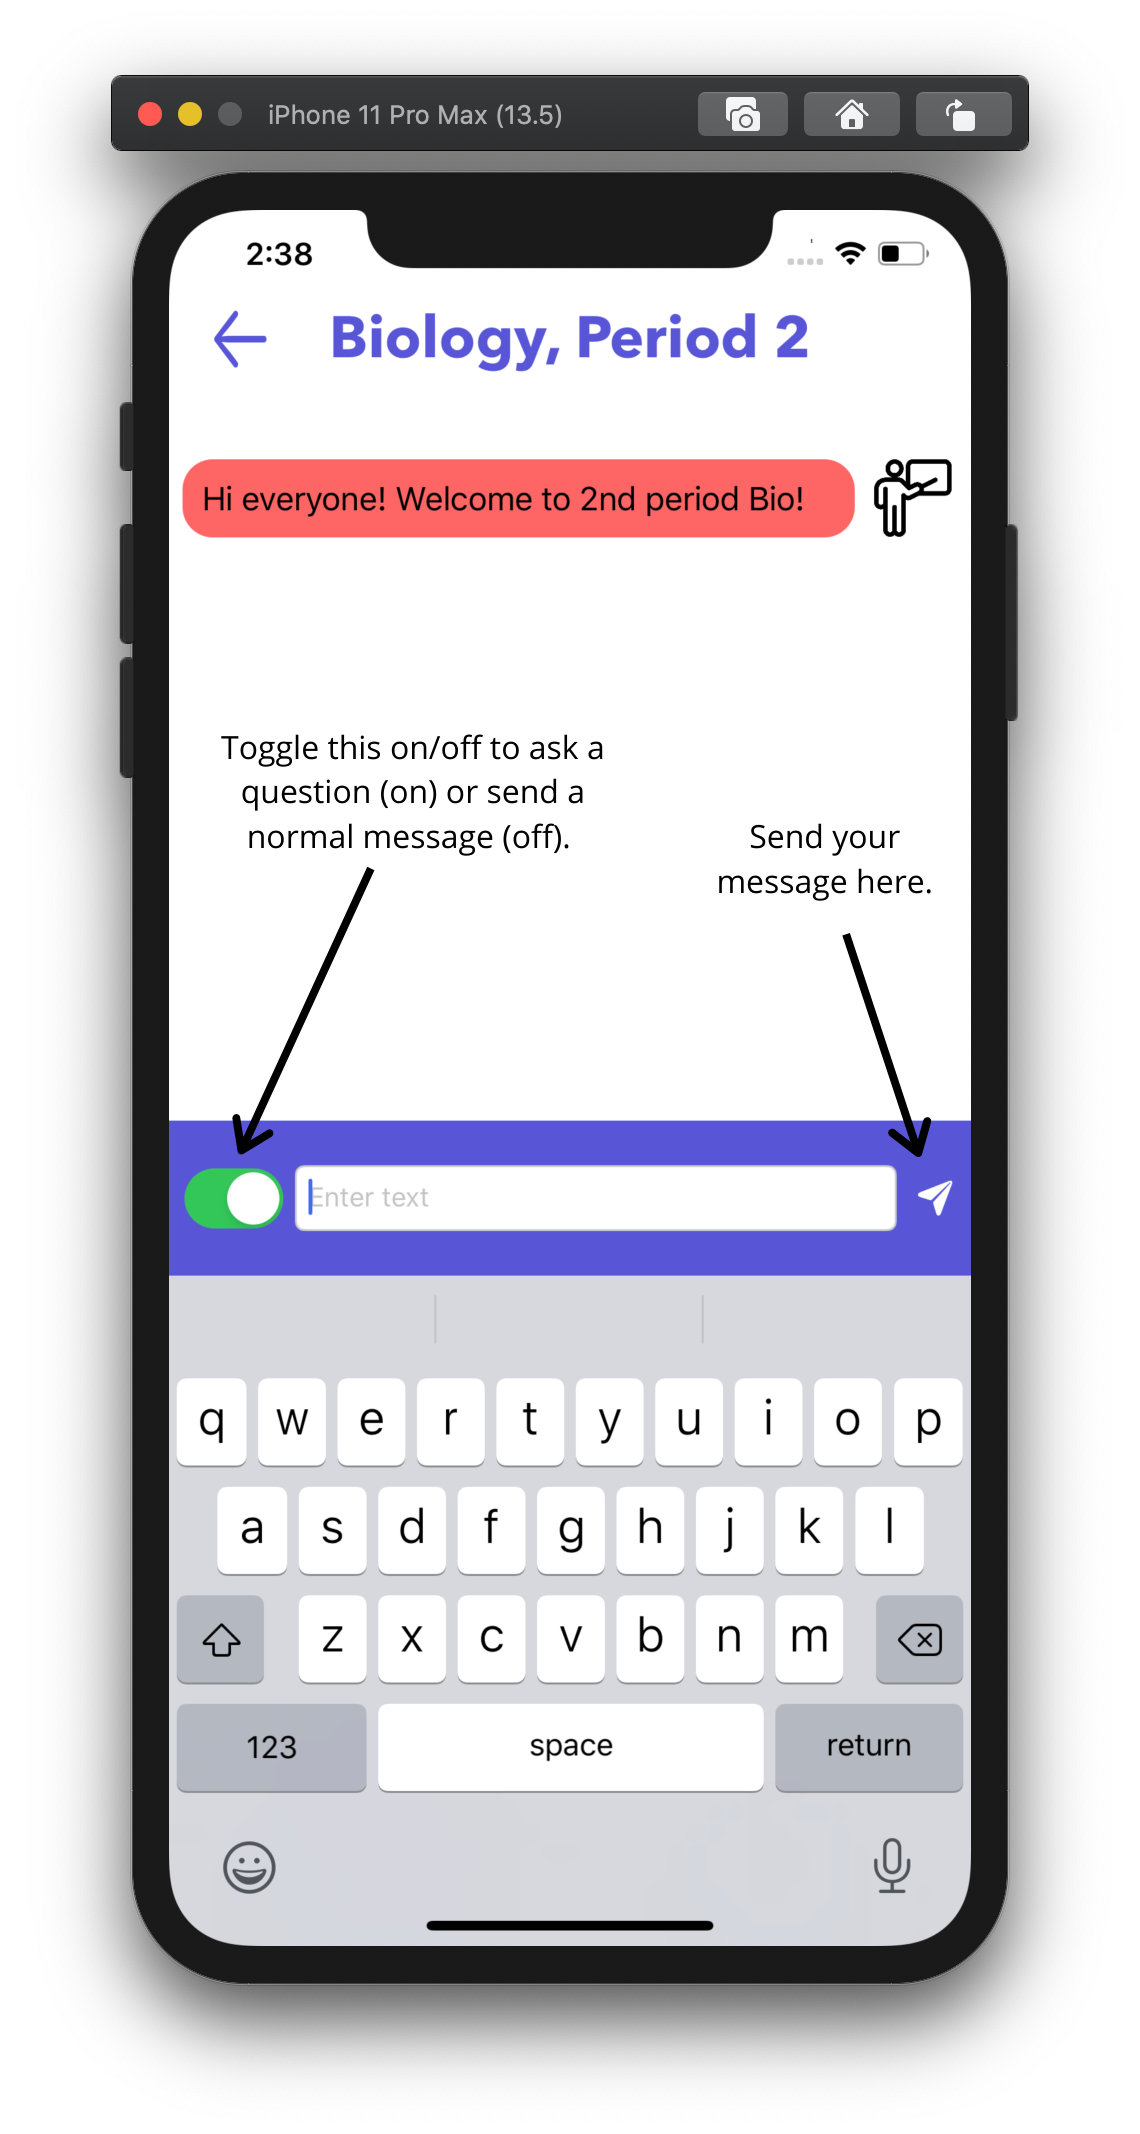 iPhone 11 Pro Max (13.5)
2:38
Biology, Period 2
Hi everyone! Welcome to 2nd period Bio!
Toggle this on/off to ask a
question (on) or send a
normal message (off).
Send your
message here.
Enter text
q w e r t y u i o p
a s d f g h j k l
z x c v b n m
123 space return